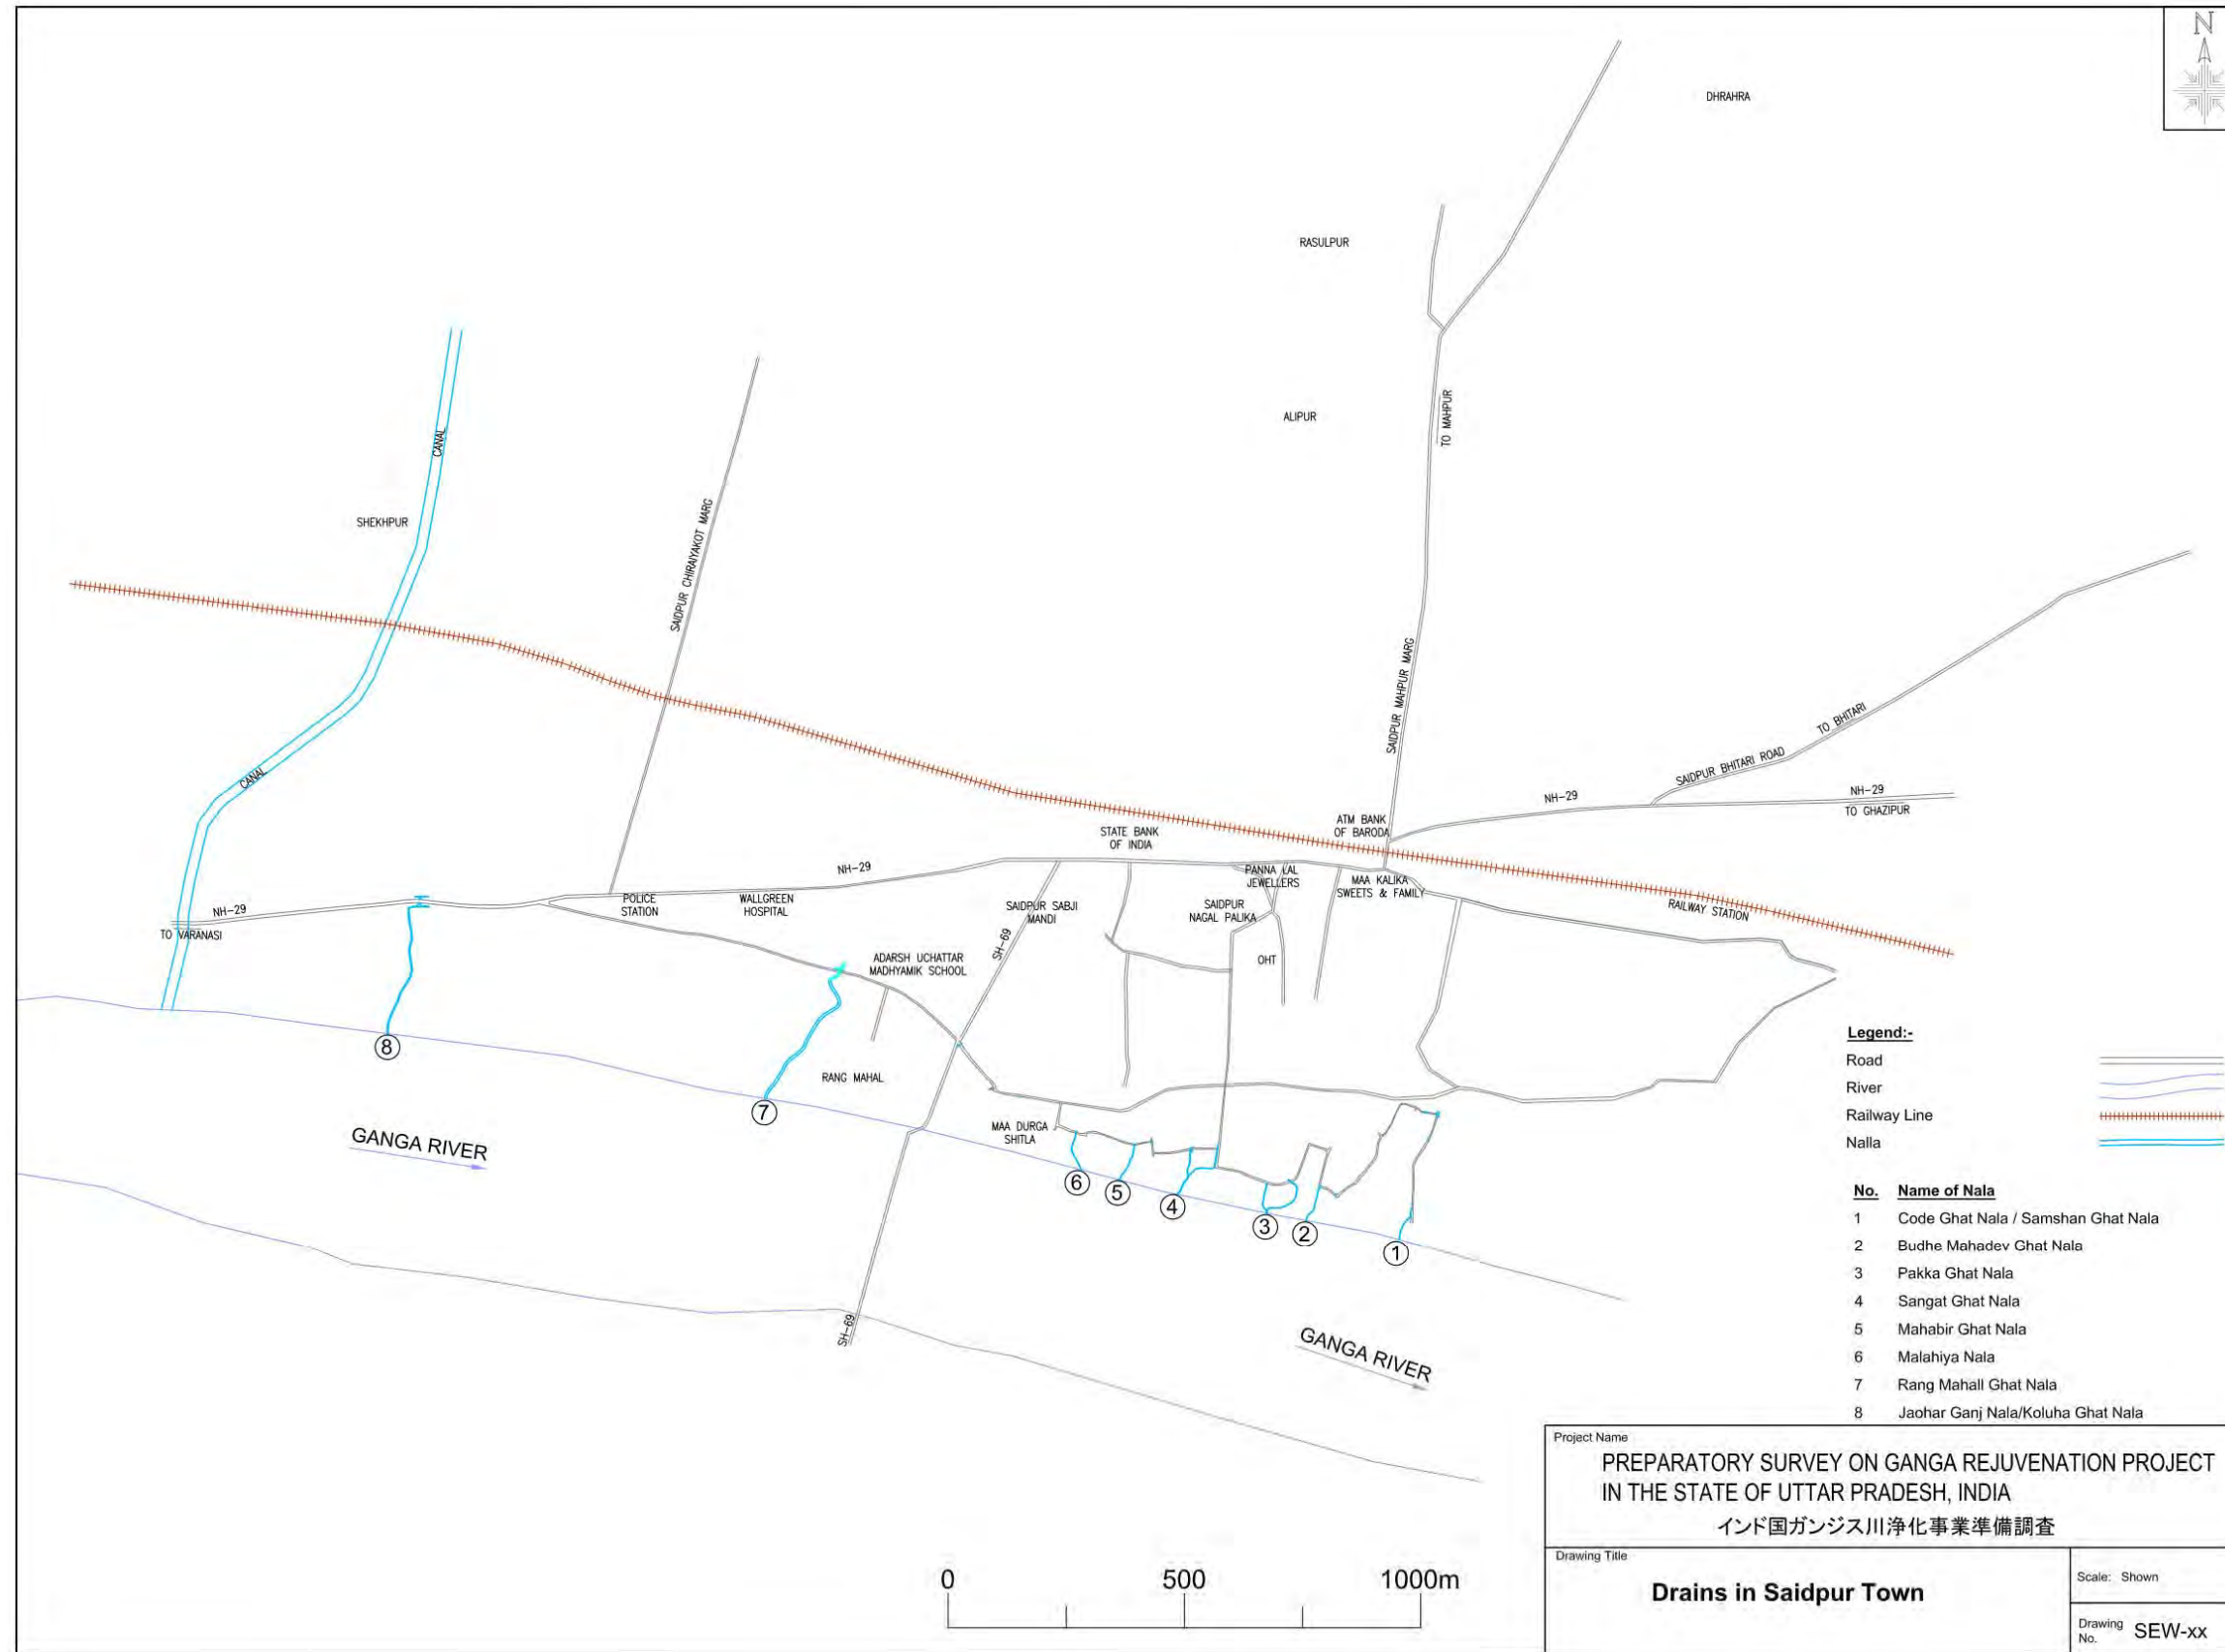 N
DHRAHRA
RASULPUR
ALIPUR
TO MAHPUR
CANAL
SHEKHPUR
SAIDPUR CHIRAIYAKOT MARG
SAIDPUR MAHPUR MARG
TO BHITARI
SAIDPUR BHITARI ROAD
CANAL
NH-29
NH-29
TO GHAZIPUR
ATM BANK
OF BARODA
STATE BANK
OF INDIA
NH-29
PANNA LAL
JEWELLERS
MAA KALIKA
SWEETS & FAMILY
POLICE
STATION
WALLGREEN
HOSPITAL
SAIDPUR SABJI
MANDI
SAIDPUR
NAGAL PALIKA
RAILWAY STATION
NH-29
TO VARANASI
SH-69
ADARSH UCHATTAR
MADHYAMIK SCHOOL
OHT
RANG MAHAL
MAA DURGA
SHITLA
8
7
6
5
4
3
2
1
GANGA RIVER
SH-69
GANGA RIVER
Legend:-
Road
River
Railway Line
Nalla
No. Name of Nala
1 Code Ghat Nala / Samshan Ghat Nala
2 Budhe Mahadev Ghat Nala
3 Pakka Ghat Nala
4 Sangat Ghat Nala
5 Mahabir Ghat Nala
6 Malahiya Nala
7 Rang Mahall Ghat Nala
8 Jaohar Ganj Nala/Koluha Ghat Nala
Project Name
PREPARATORY SURVEY ON GANGA REJUVENATION PROJECT
IN THE STATE OF UTTAR PRADESH, INDIA
インド国ガンジス川浄化事業準備調査
Drawing Title
Drains in Saidpur Town
Scale: Shown
Drawing
No. SEW-xx
0 500 1000m